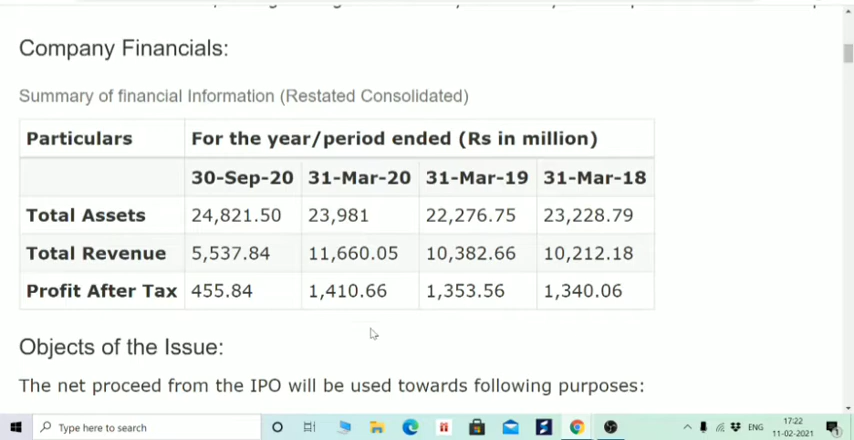 Company Financials:
Summary of financial Information (Restated Consolidated)
Particulars For the year/period ended (Rs in million)
30-Sep-20 31-Mar-20 31-Mar-19 31-Mar-18
Total Assets 24,821.50 23,981 22,276.75 23,228.79
Total Revenue 5,537.84 11,660.05 10,382.66 10,212.18
Profit After Tax 455.84 1,410.66 1,353.56 1,340.06
Objects of the Issue:
The net proceed from the IPO will be used towards following purposes:
Type here to search
ENG
17:22
11-02-2021